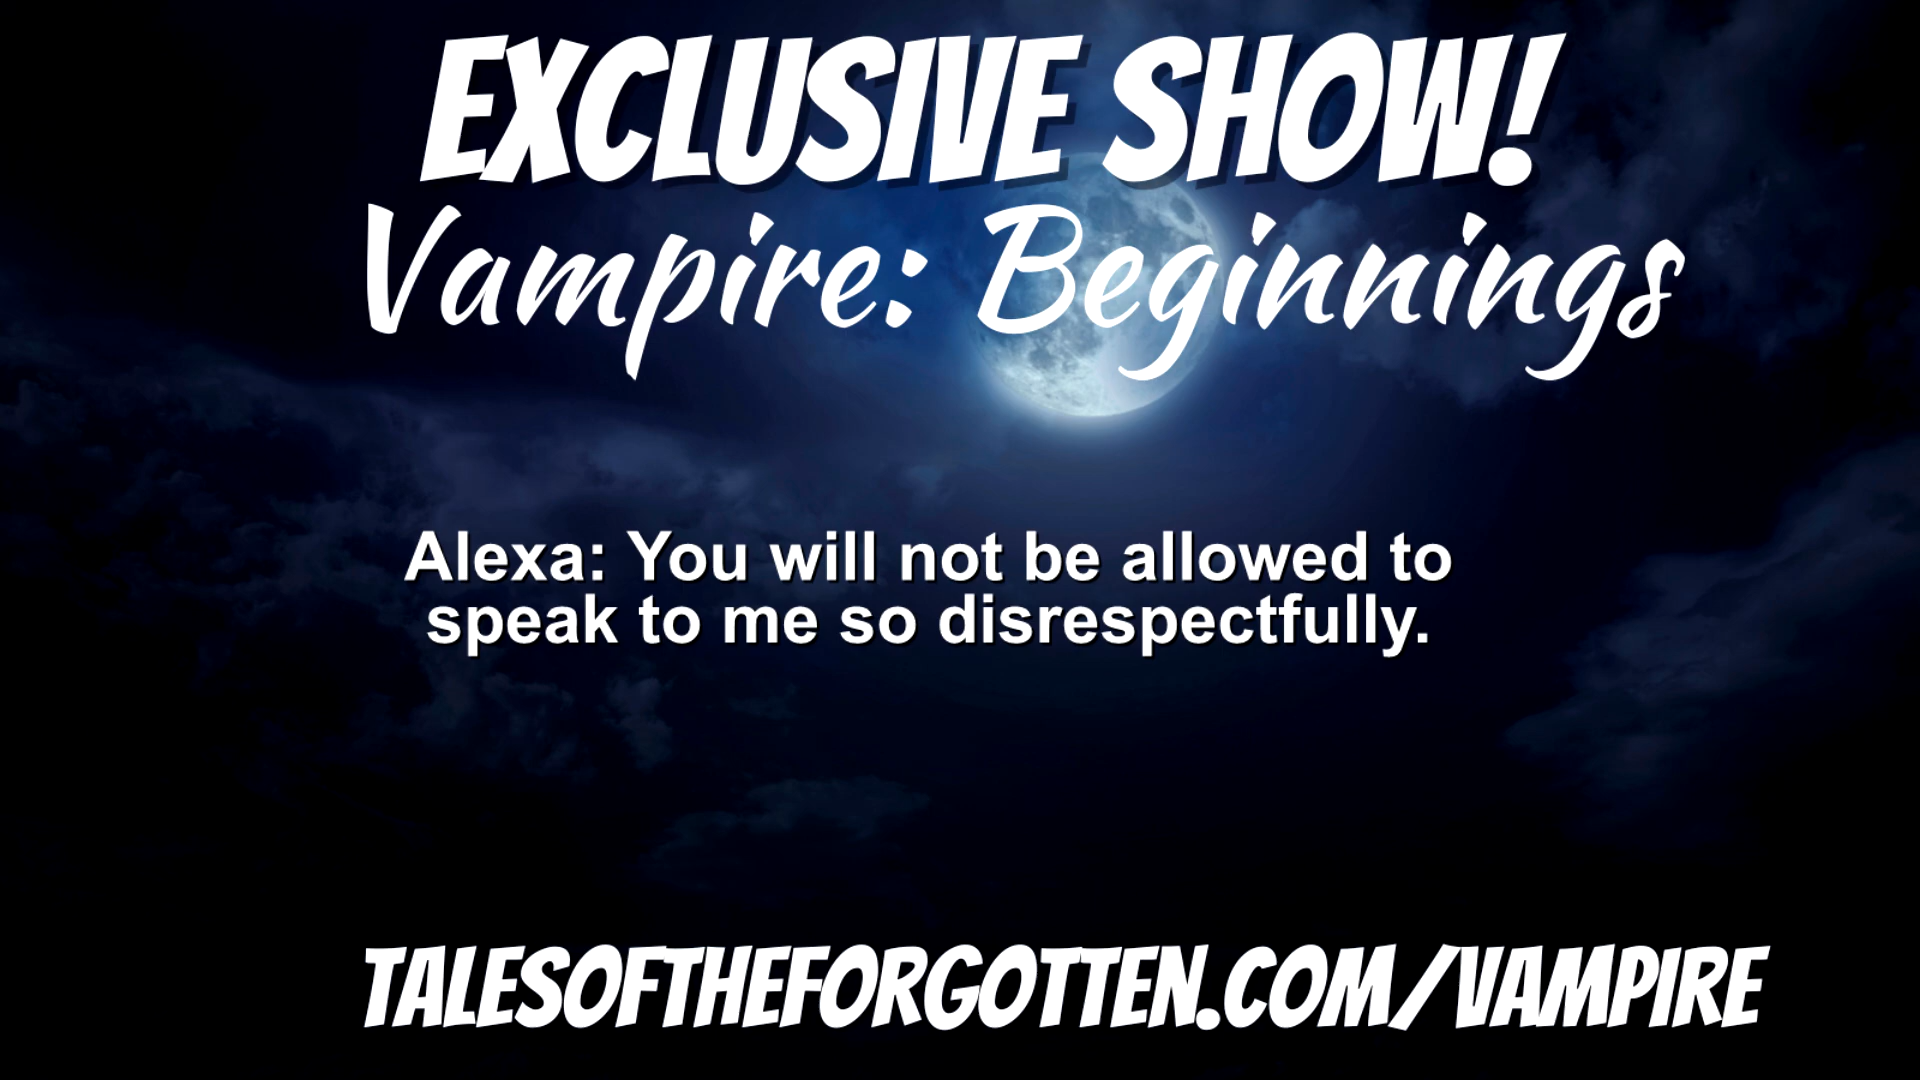 EXCLUSIVE SHOW!
Vampire: Beginnings
Alexa: You will not be allowed to
speak to me so disrespectfully.
TALESOFTHEFORGOTTEN.COM/VAMPIRE